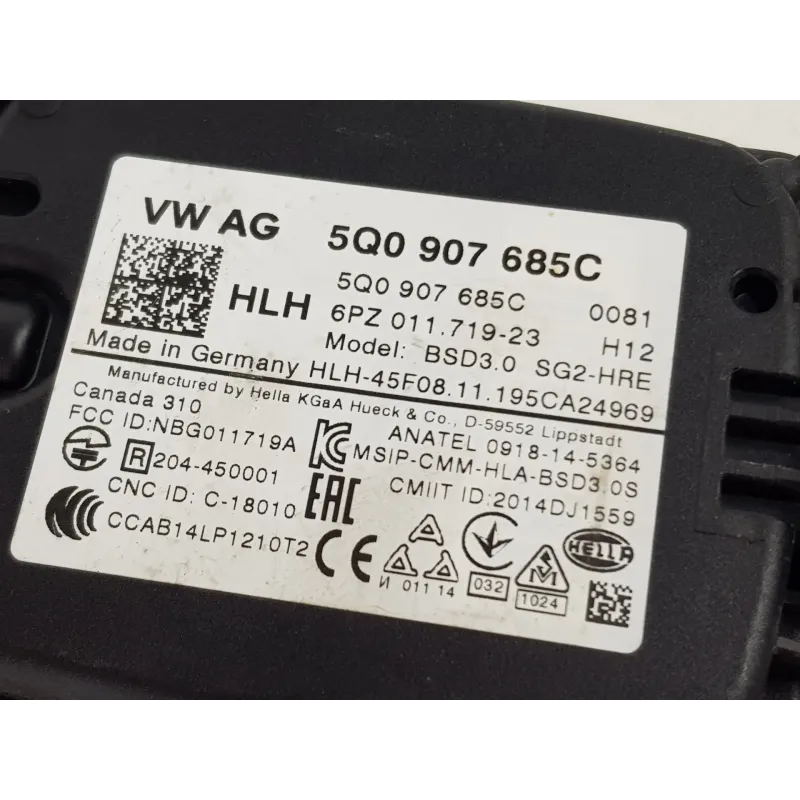 VW AG 5Q0 907 685C
5Q0 907 685C 0081
HLH 6PZ 011.719-23 H12
Model: BSD3.0 SG2-HRE
Made in Germany HLH-45F08.11.195CA24969
Manufactured by Hella KGaA Hueck & Co., D-59552 Lippstadt
Canada 310
FCC ID:NBG011719A
ANATEL 0918-14-5364
R 204-450001
MSIP-CMM-HLA-BSD3.0S
CNC ID: C-18010
EAC
CMIIT ID:2014DJ1559
CCAB14LP1210T2
CE
И 011 14
032
1024
HELLA